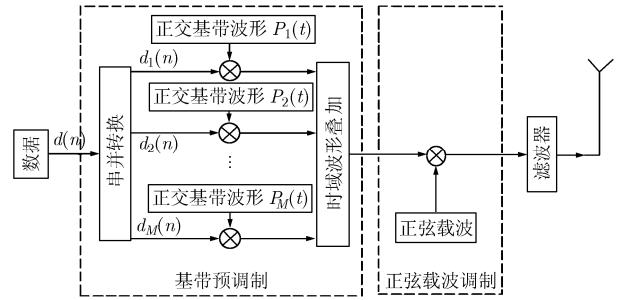 正交基带波形 P₁(t)
d₁(n)
正交基带波形 P₂(t)
数据
d(n)
串并转换
d₂(n)
⋮
正交基带波形 P_M(t)
d_M(n)
时域波形叠加
基带预调制
正弦载波
正弦载波调制
滤波器